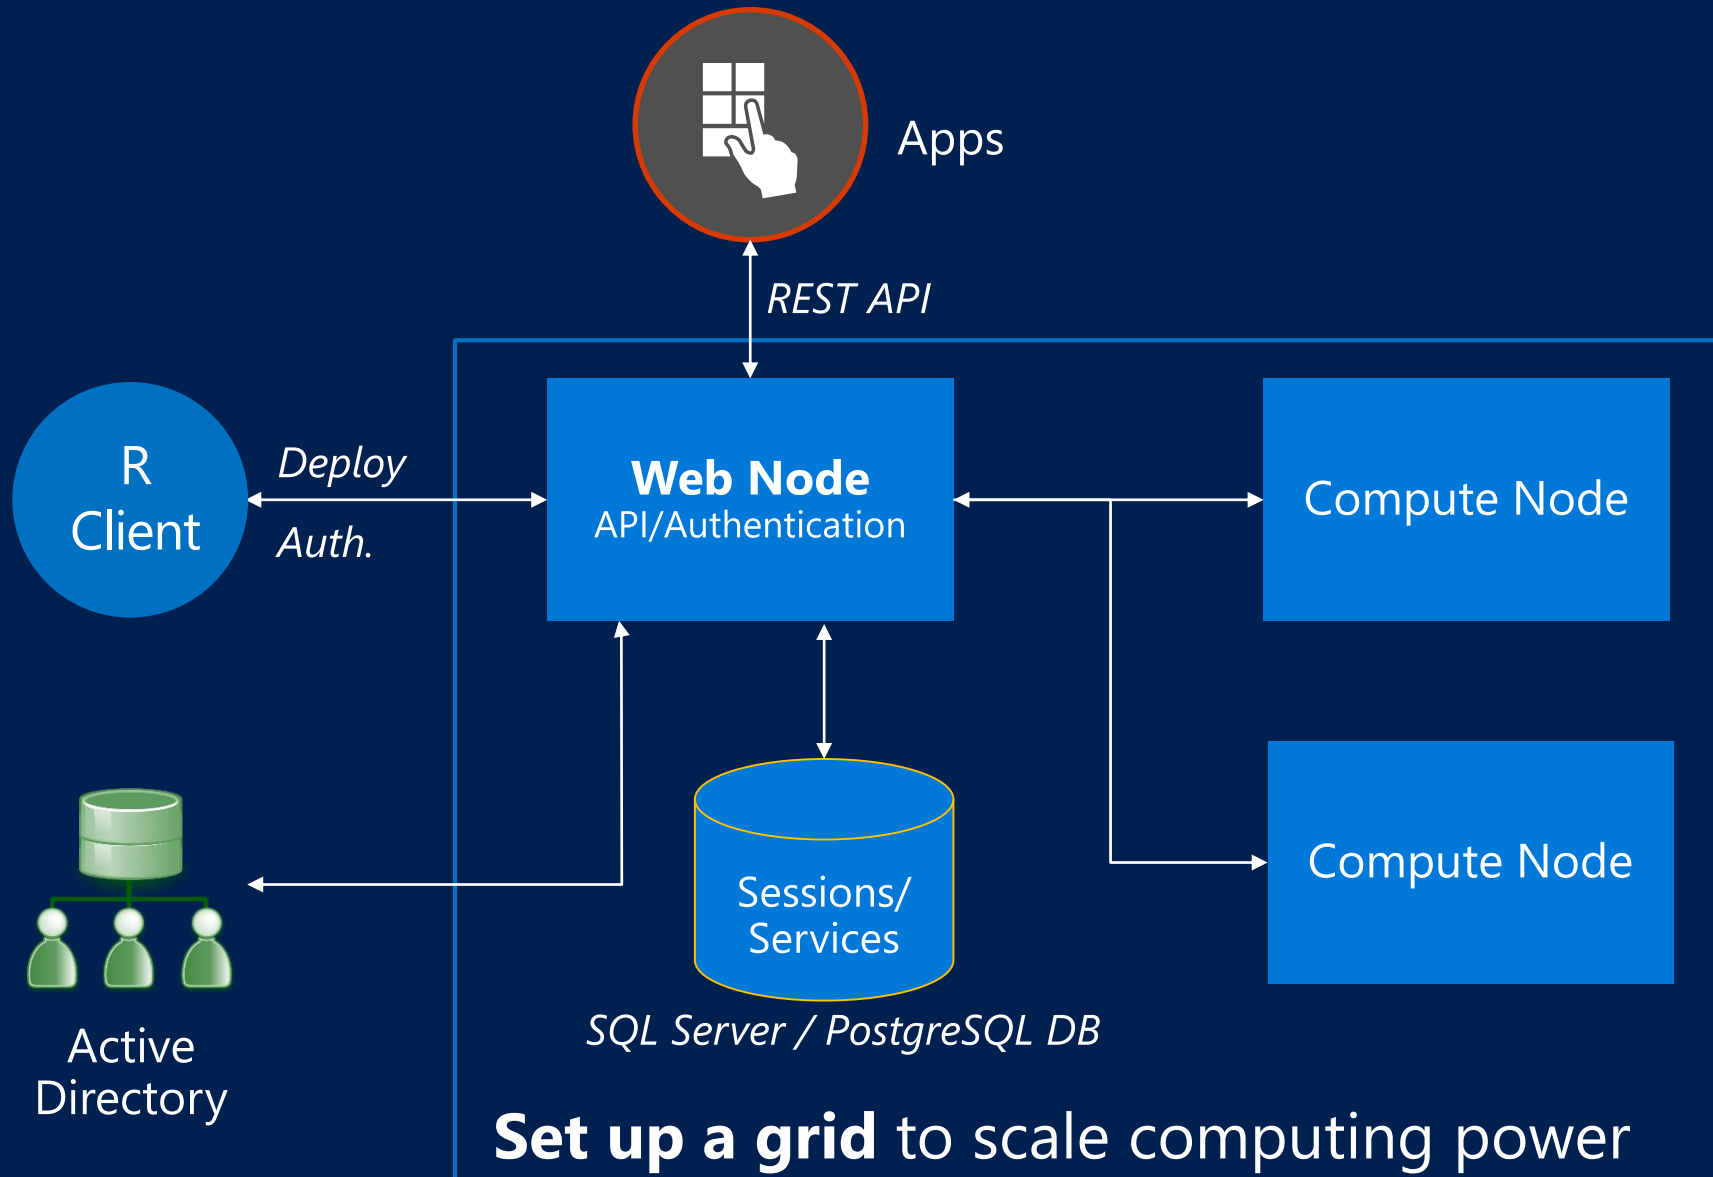 Apps
REST API
R
Client
Deploy
Auth.
Web Node
API/Authentication
Compute Node
Compute Node
Sessions/
Services
SQL Server / PostgreSQL DB
Active
Directory
Set up a grid to scale computing power